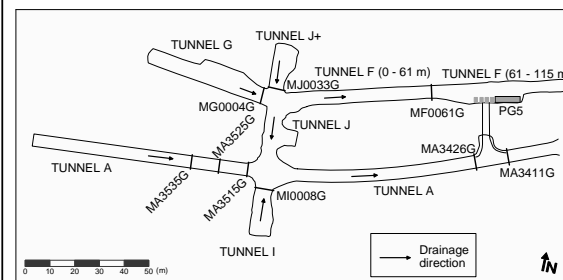 TUNNEL G
TUNNEL J+
MJ0033G
TUNNEL F (0 - 61 m)
TUNNEL F (61 - 115 m
MG0004G
MA3525G
TUNNEL J
MF0061G
PG5
TUNNEL A
MA3535G
MA3515G
MI0008G
TUNNEL A
MA3426G
MA3411G
TUNNEL I
0 10 20 30 40 50 (m)
Drainage
direction
N